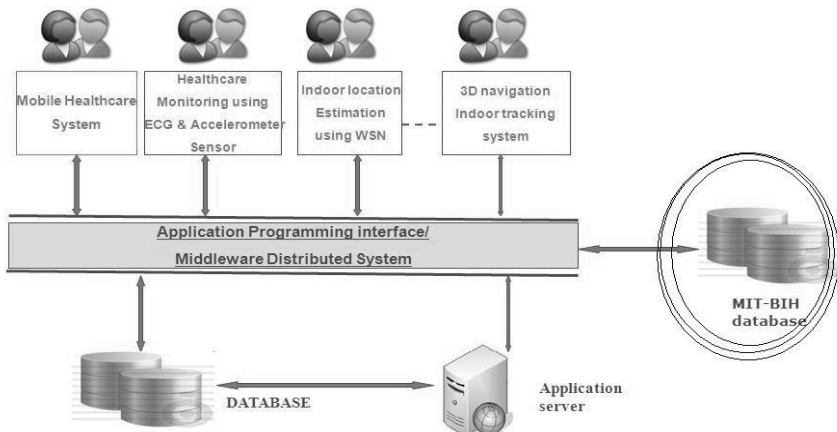 Mobile Healthcare
System
Healthcare
Monitoring using
ECG & Accelerometer
Sensor
Indoor location
Estimation
using WSN
3D navigation
Indoor tracking
system
Application Programming interface/
Middleware Distributed System
MIT-BIH
database
DATABASE
Application
server